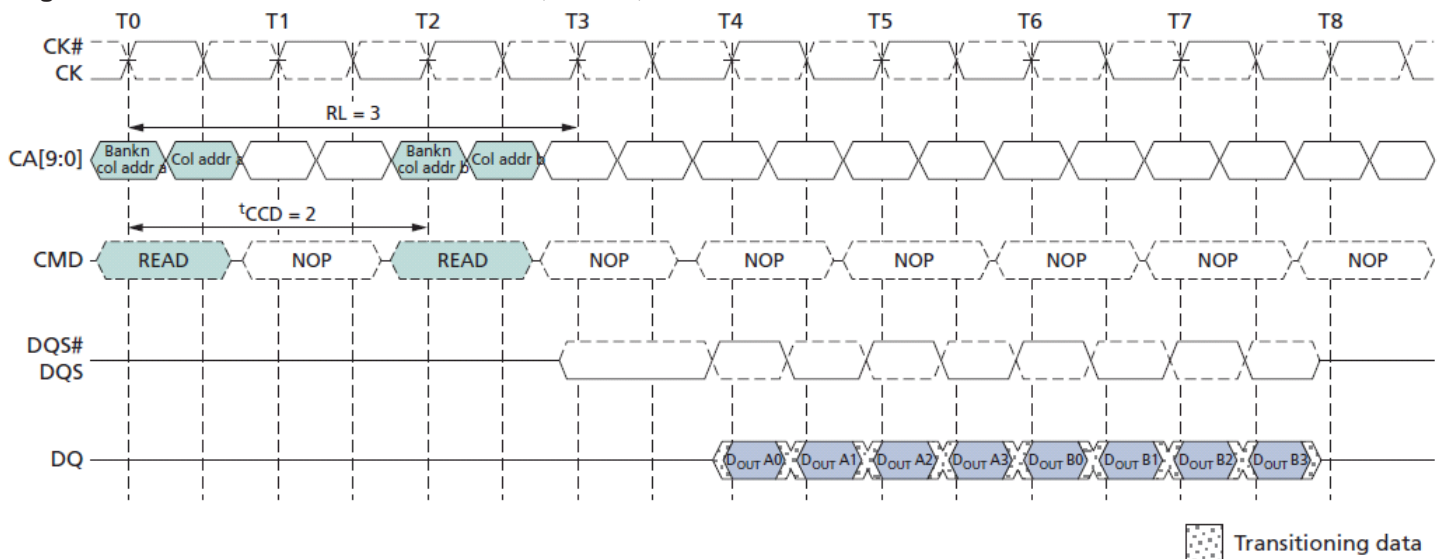 T0 T1 T2 T3 T4 T5 T6 T7 T8
CK#
CK
RL = 3
CA[9:0]
Bankn
col addr a
Col addr a
Bankn
col addr b
Col addr b
tCCD = 2
CMD READ NOP READ NOP NOP NOP NOP NOP NOP
DQS#
DQS
DQ DOUT A0 DOUT A1 DOUT A2 DOUT A3 DOUT B0 DOUT B1 DOUT B2 DOUT B3
Transitioning data